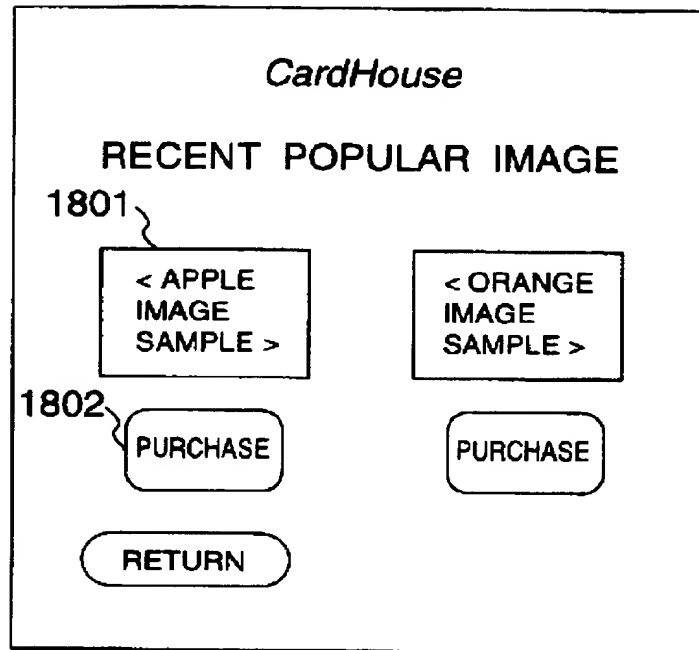 CardHouse
RECENT POPULAR IMAGE
1801
< APPLE
IMAGE
SAMPLE >
< ORANGE
IMAGE
SAMPLE >
1802
PURCHASE
PURCHASE
RETURN